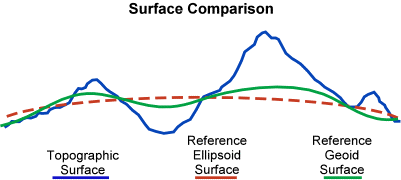 Surface Comparison
Topographic
Surface
Reference
Ellipsoid
Surface
Reference
Geoid
Surface